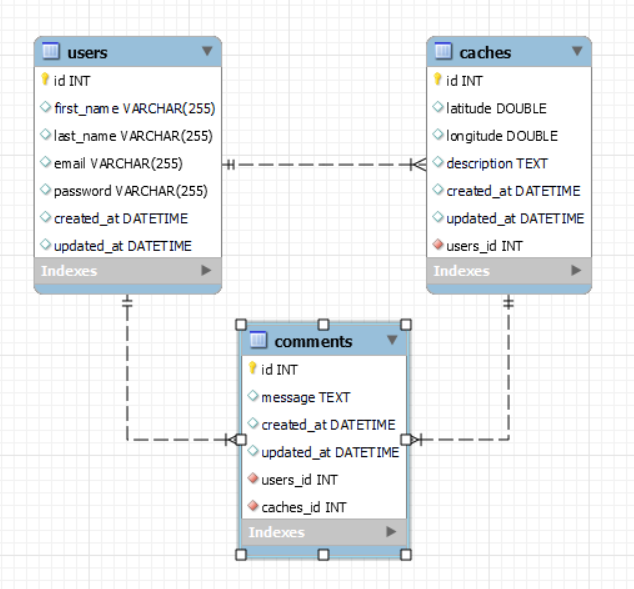 users
id INT
first_name VARCHAR(255)
last_name VARCHAR(255)
email VARCHAR(255)
password VARCHAR(255)
created_at DATETIME
updated_at DATETIME
Indexes
caches
id INT
latitude DOUBLE
longitude DOUBLE
description TEXT
created_at DATETIME
updated_at DATETIME
users_id INT
Indexes
comments
id INT
message TEXT
created_at DATETIME
updated_at DATETIME
users_id INT
caches_id INT
Indexes